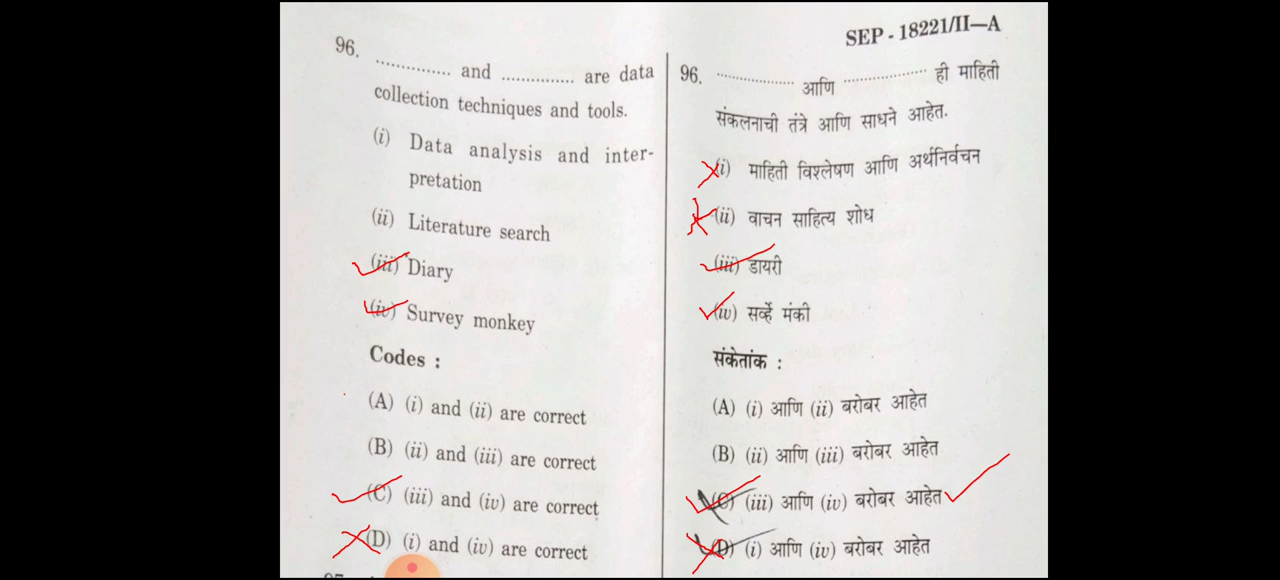 SEP - 18221/II—A
96. .............. and .............. are data
collection techniques and tools.
(i) Data analysis and inter-
pretation
(ii) Literature search
(iii) Diary
(iv) Survey monkey
Codes :
(A) (i) and (ii) are correct
(B) (ii) and (iii) are correct
(C) (iii) and (iv) are correct
(D) (i) and (iv) are correct
96. .............. आणि .............. ही माहिती
संकलनाची तंत्रे आणि साधने आहेत.
(i) माहिती विश्लेषण आणि अर्थनिर्वचन
(ii) वाचन साहित्य शोध
(iii) डायरी
(iv) सर्व्हे मंकी
संकेतांक :
(A) (i) आणि (ii) बरोबर आहेत
(B) (ii) आणि (iii) बरोबर आहेत
(C) (iii) आणि (iv) बरोबर आहेत
(D) (i) आणि (iv) बरोबर आहेत